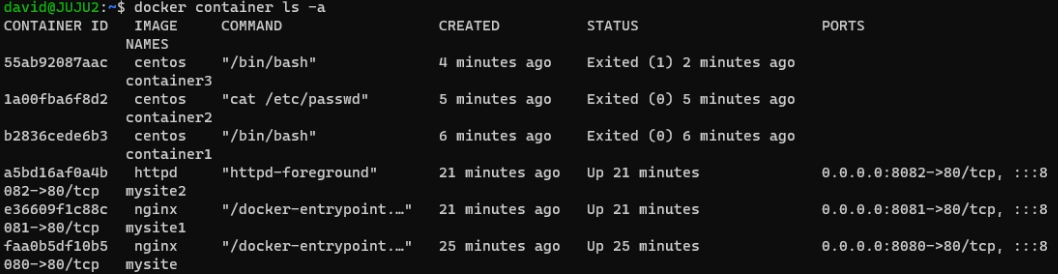 david@JUJU2:~$ docker container ls -a
CONTAINER ID   IMAGE     COMMAND                  CREATED          STATUS                     PORTS
               NAMES
55ab92087aac   centos    "/bin/bash"              4 minutes ago    Exited (1) 2 minutes ago
               container3
1a00fba6f8d2   centos    "cat /etc/passwd"        5 minutes ago    Exited (0) 5 minutes ago
               container2
b2836cede6b3   centos    "/bin/bash"              6 minutes ago    Exited (0) 6 minutes ago
               container1
a5bd16af0a4b   httpd     "httpd-foreground"       21 minutes ago   Up 21 minutes              0.0.0.0:8082->80/tcp, :::8
082->80/tcp   mysite2
e36609f1c88c   nginx     "/docker-entrypoint.…"   21 minutes ago   Up 21 minutes              0.0.0.0:8081->80/tcp, :::8
081->80/tcp   mysite1
faa0b5df10b5   nginx     "/docker-entrypoint.…"   25 minutes ago   Up 25 minutes              0.0.0.0:8080->80/tcp, :::8
080->80/tcp   mysite